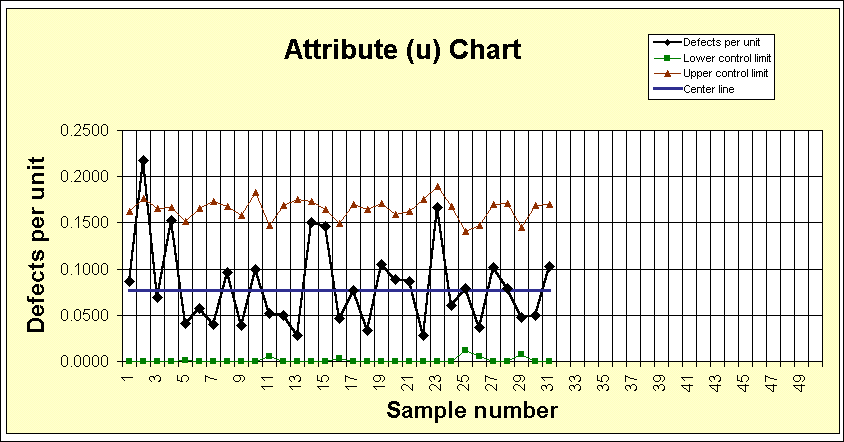 Attribute (u) Chart
Defects per unit
Lower control limit
Upper control limit
Center line
Defects per unit
0.2500
0.2000
0.1500
0.1000
0.0500
0.0000
1 3 5 7 9 11 13 15 17 19 21 23 25 27 29 31 33 35 37 39 41 43 45 47 49
Sample number